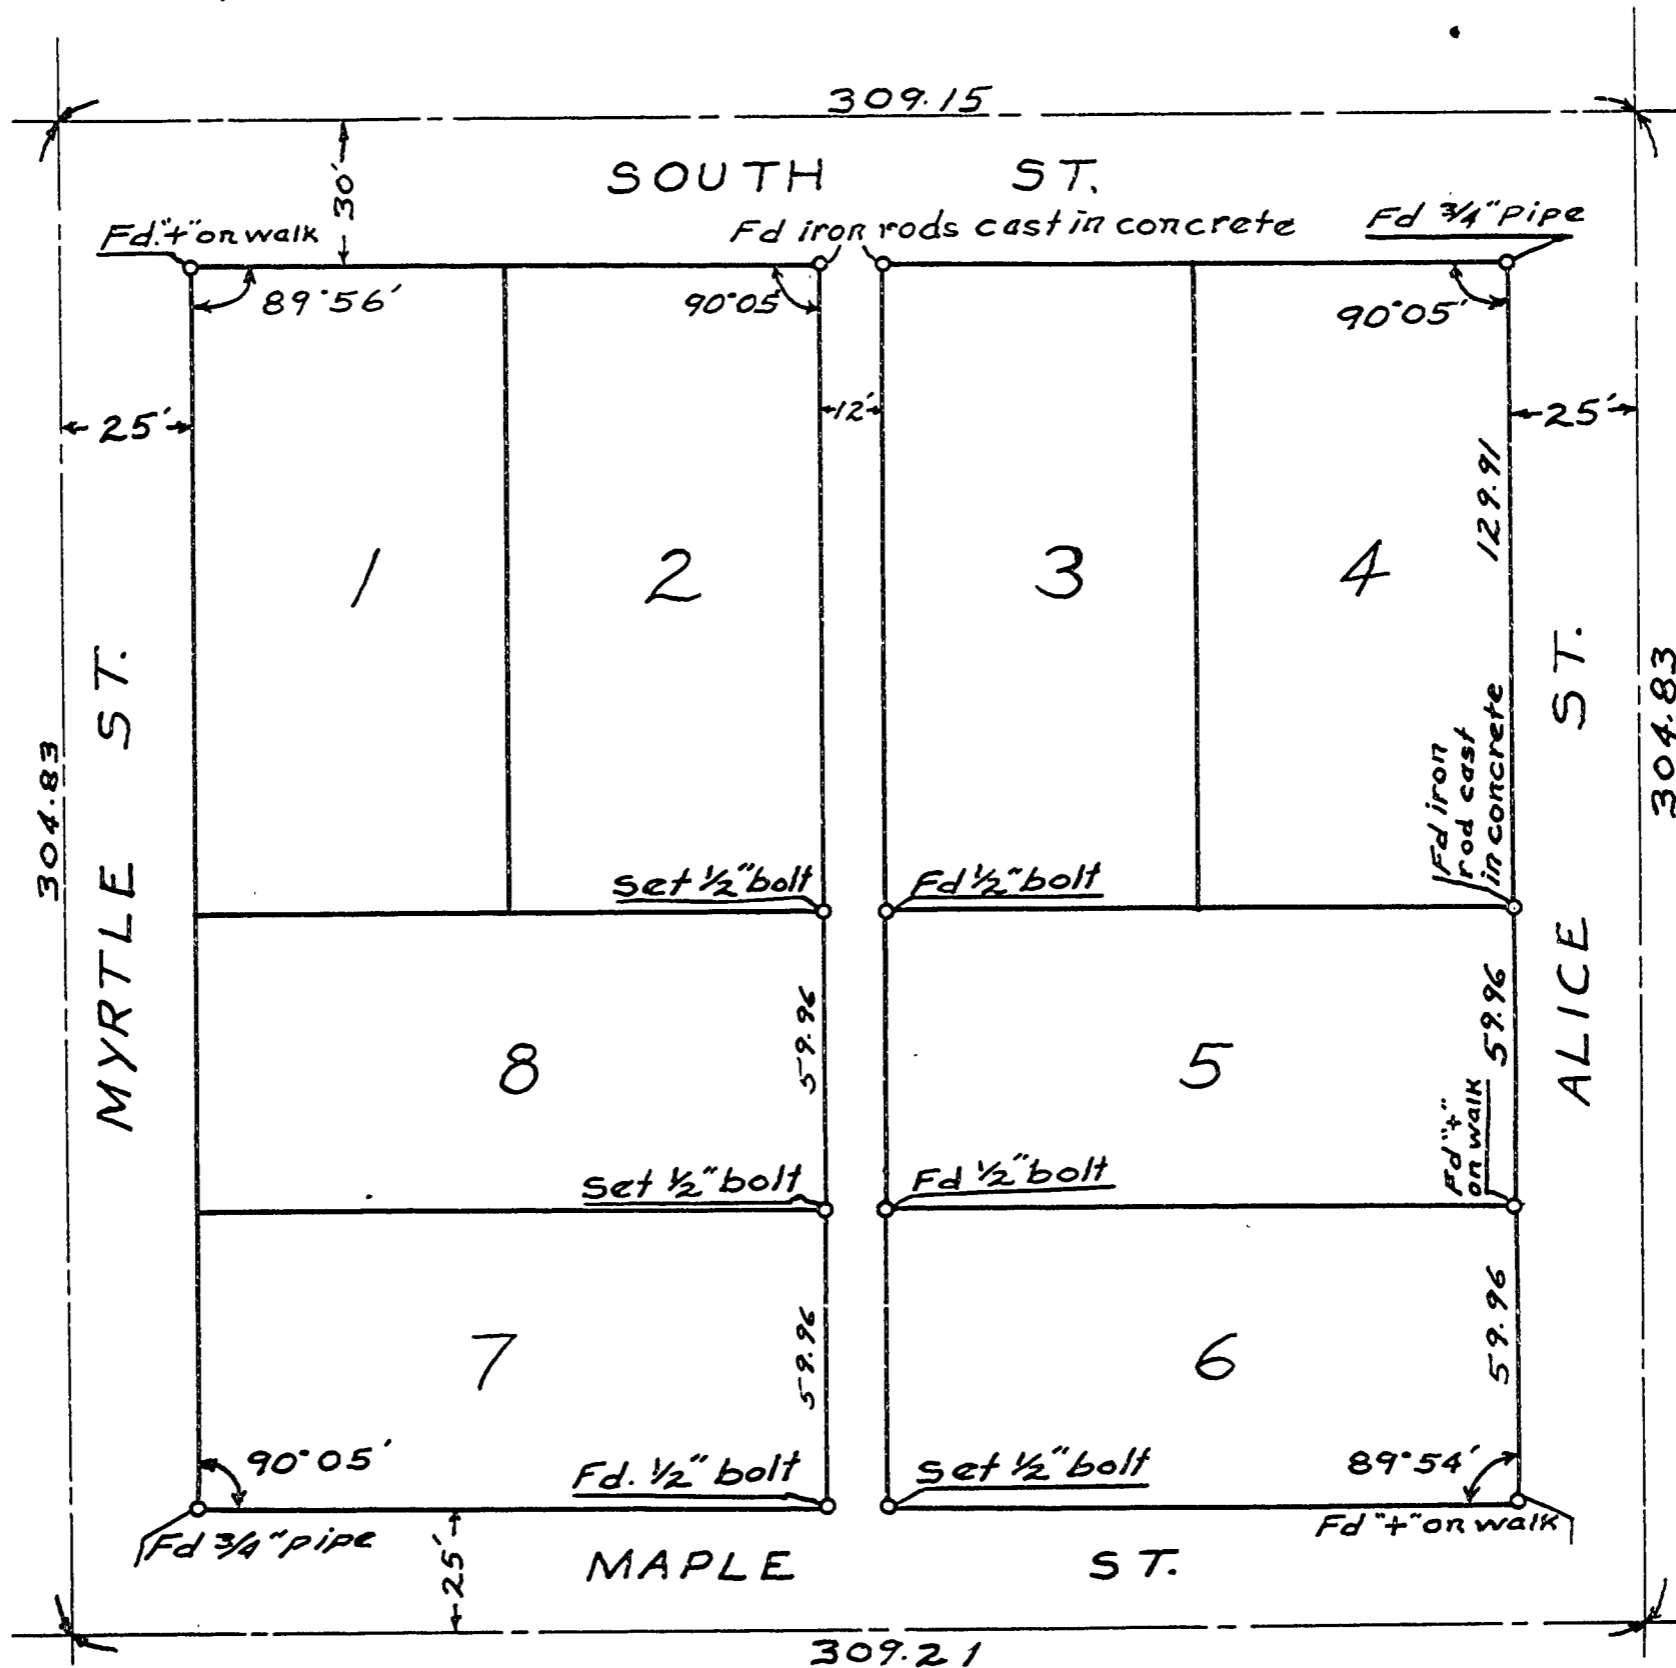 309.15
SOUTH ST.
30'
Fd."+" on walk
Fd iron rods cast in concrete
Fd 3/4" pipe
89°56'
90°05'
90°05'
25'
12'
25'
129.91
1
2
3
4
MYRTLE ST.
304.83
ALICE ST.
304.83
Fd iron
rod cast
in concrete
Set 1/2" bolt
Fd 1/2" bolt
59.96
59.96
8
5
Fd "+"
on walk
Set 1/2" bolt
Fd 1/2" bolt
59.96
59.96
7
6
90°05'
Fd. 1/2" bolt
Set 1/2" bolt
89°54'
Fd 3/4" pipe
25'
Fd "+" on walk
MAPLE ST.
309.21